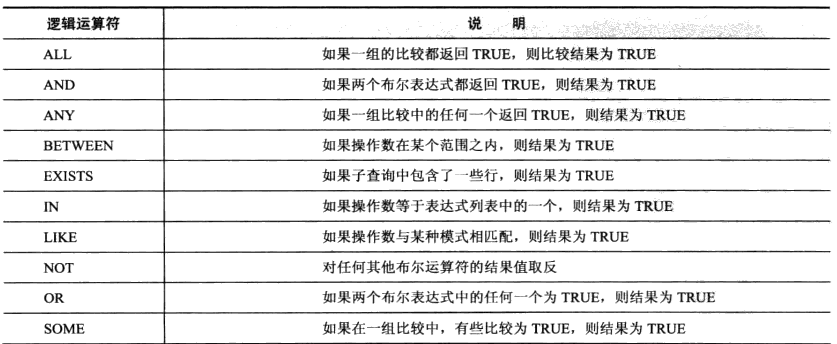 逻辑运算符 说 明
ALL 如果一组的比较都返回 TRUE，则比较结果为 TRUE
AND 如果两个布尔表达式都返回 TRUE，则结果为 TRUE
ANY 如果一组比较中的任何一个返回 TRUE，则结果为 TRUE
BETWEEN 如果操作数在某个范围之内，则结果为 TRUE
EXISTS 如果子查询中包含了一些行，则结果为 TRUE
IN 如果操作数等于表达式列表中的一个，则结果为 TRUE
LIKE 如果操作数与某种模式相匹配，则结果为 TRUE
NOT 对任何其他布尔运算符的结果值取反
OR 如果两个布尔表达式中的任何一个为 TRUE，则结果为 TRUE
SOME 如果在一组比较中，有些比较为 TRUE，则结果为 TRUE